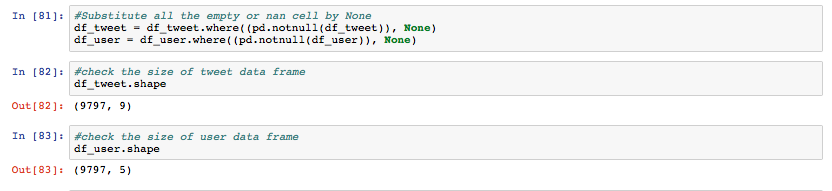 In [81]: #Substitute all the empty or nan cell by None
df_tweet = df_tweet.where((pd.notnull(df_tweet)), None)
df_user = df_user.where((pd.notnull(df_user)), None)
In [82]: #check the size of tweet data frame
df_tweet.shape
Out[82]: (9797, 9)
In [83]: #check the size of user data frame
df_user.shape
Out[83]: (9797, 5)